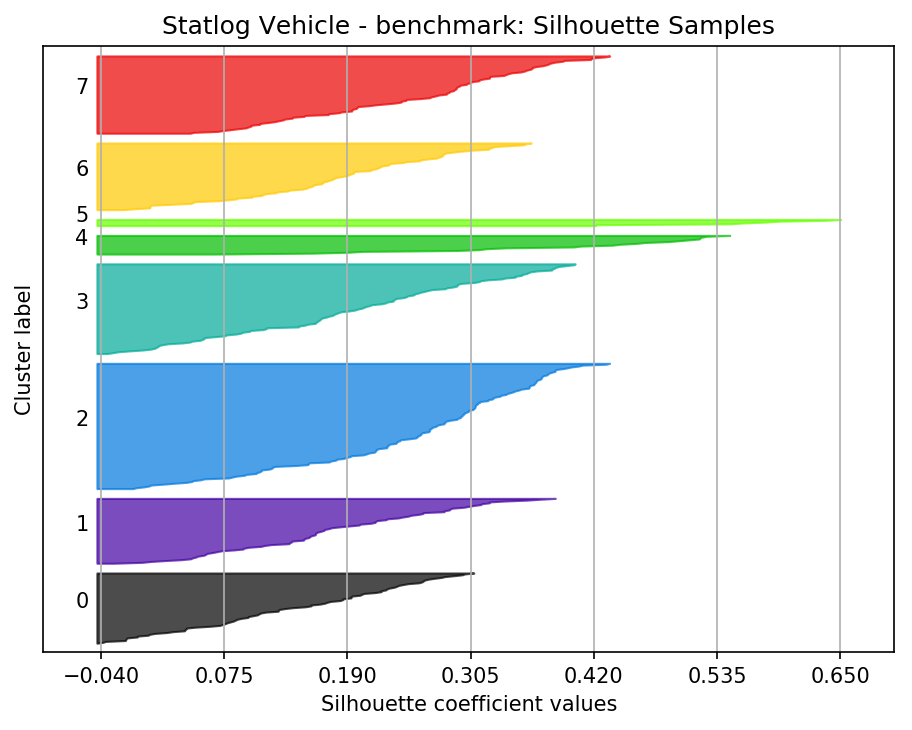 Statlog Vehicle - benchmark: Silhouette Samples
7
6
5
4
3
2
1
0
Cluster label
−0.040 0.075 0.190 0.305 0.420 0.535 0.650
Silhouette coefficient values